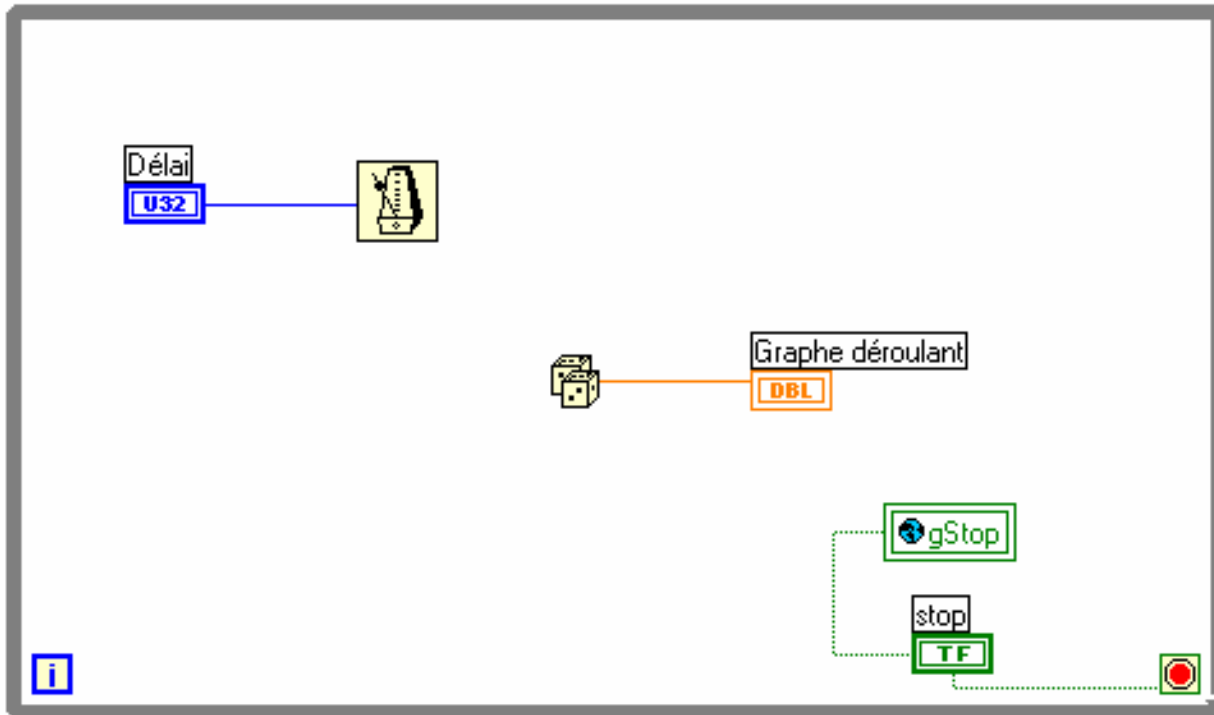 Délai
U32
Graphe déroulant
DBL
gStop
stop
TF
i